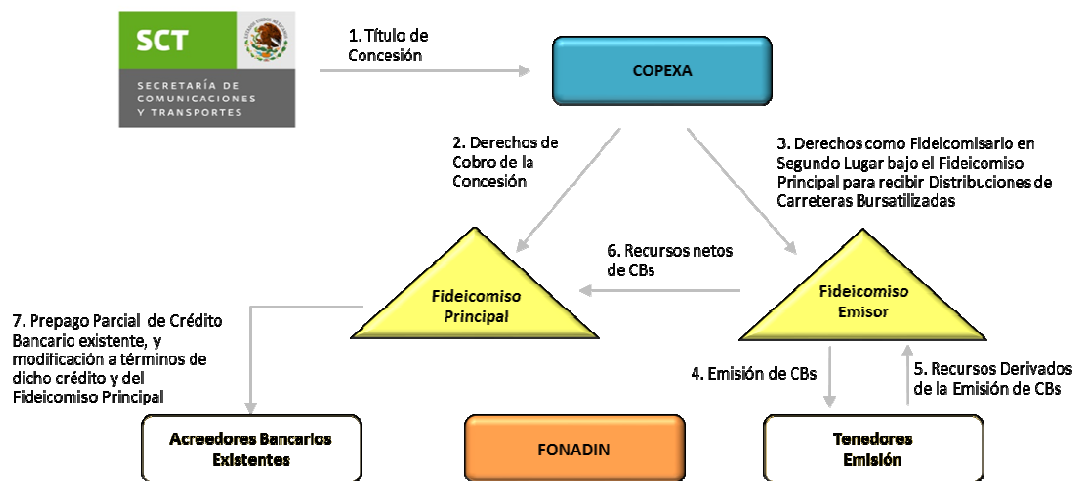 SCT
SECRETARÍA DE
COMUNICACIONES
Y TRANSPORTES
1. Título de
Concesión
COPEXA
2. Derechos de
Cobro de la
Concesión
3. Derechos como Fideicomisario en
Segundo Lugar bajo el Fideicomiso
Principal para recibir Distribuciones de
Carreteras Bursatilizadas
6. Recursos netos
de CBs
Fideicomiso
Principal
Fideicomiso
Emisor
7. Prepago Parcial de Crédito
Bancario existente, y
modificación a términos de
dicho crédito y del
Fideicomiso Principal
4. Emisión de CBs
5. Recursos Derivados
de la Emisión de CBs
Acreedores Bancarios
Existentes
FONADIN
Tenedores
Emisión